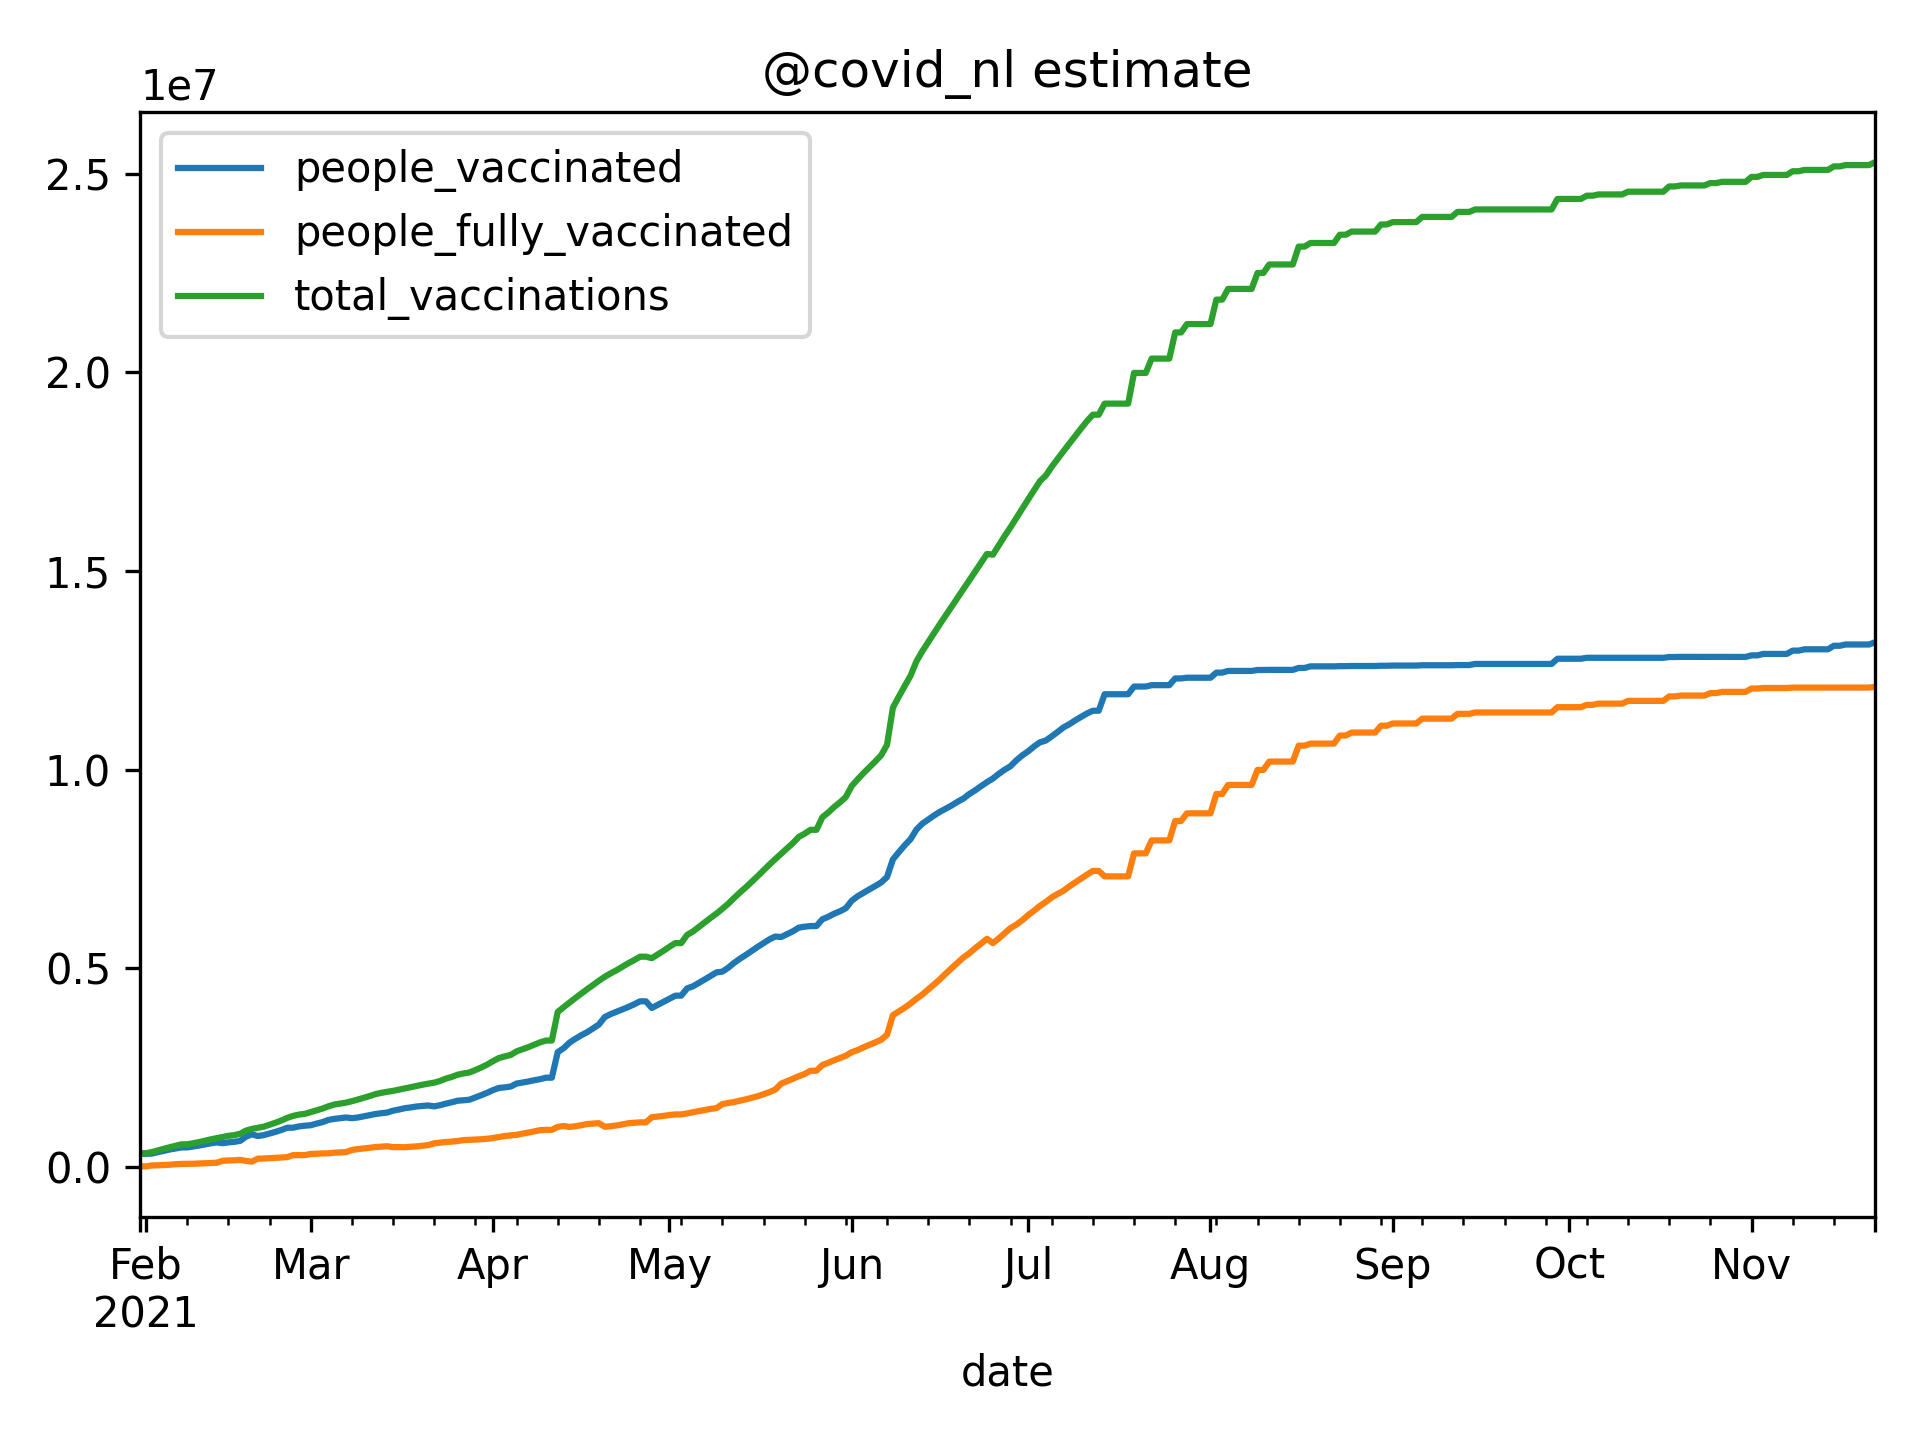 @covid_nl estimate
1e7
people_vaccinated
people_fully_vaccinated
total_vaccinations
2.5
2.0
1.5
1.0
0.5
0.0
Feb Mar Apr May Jun Jul Aug Sep Oct Nov
2021
date